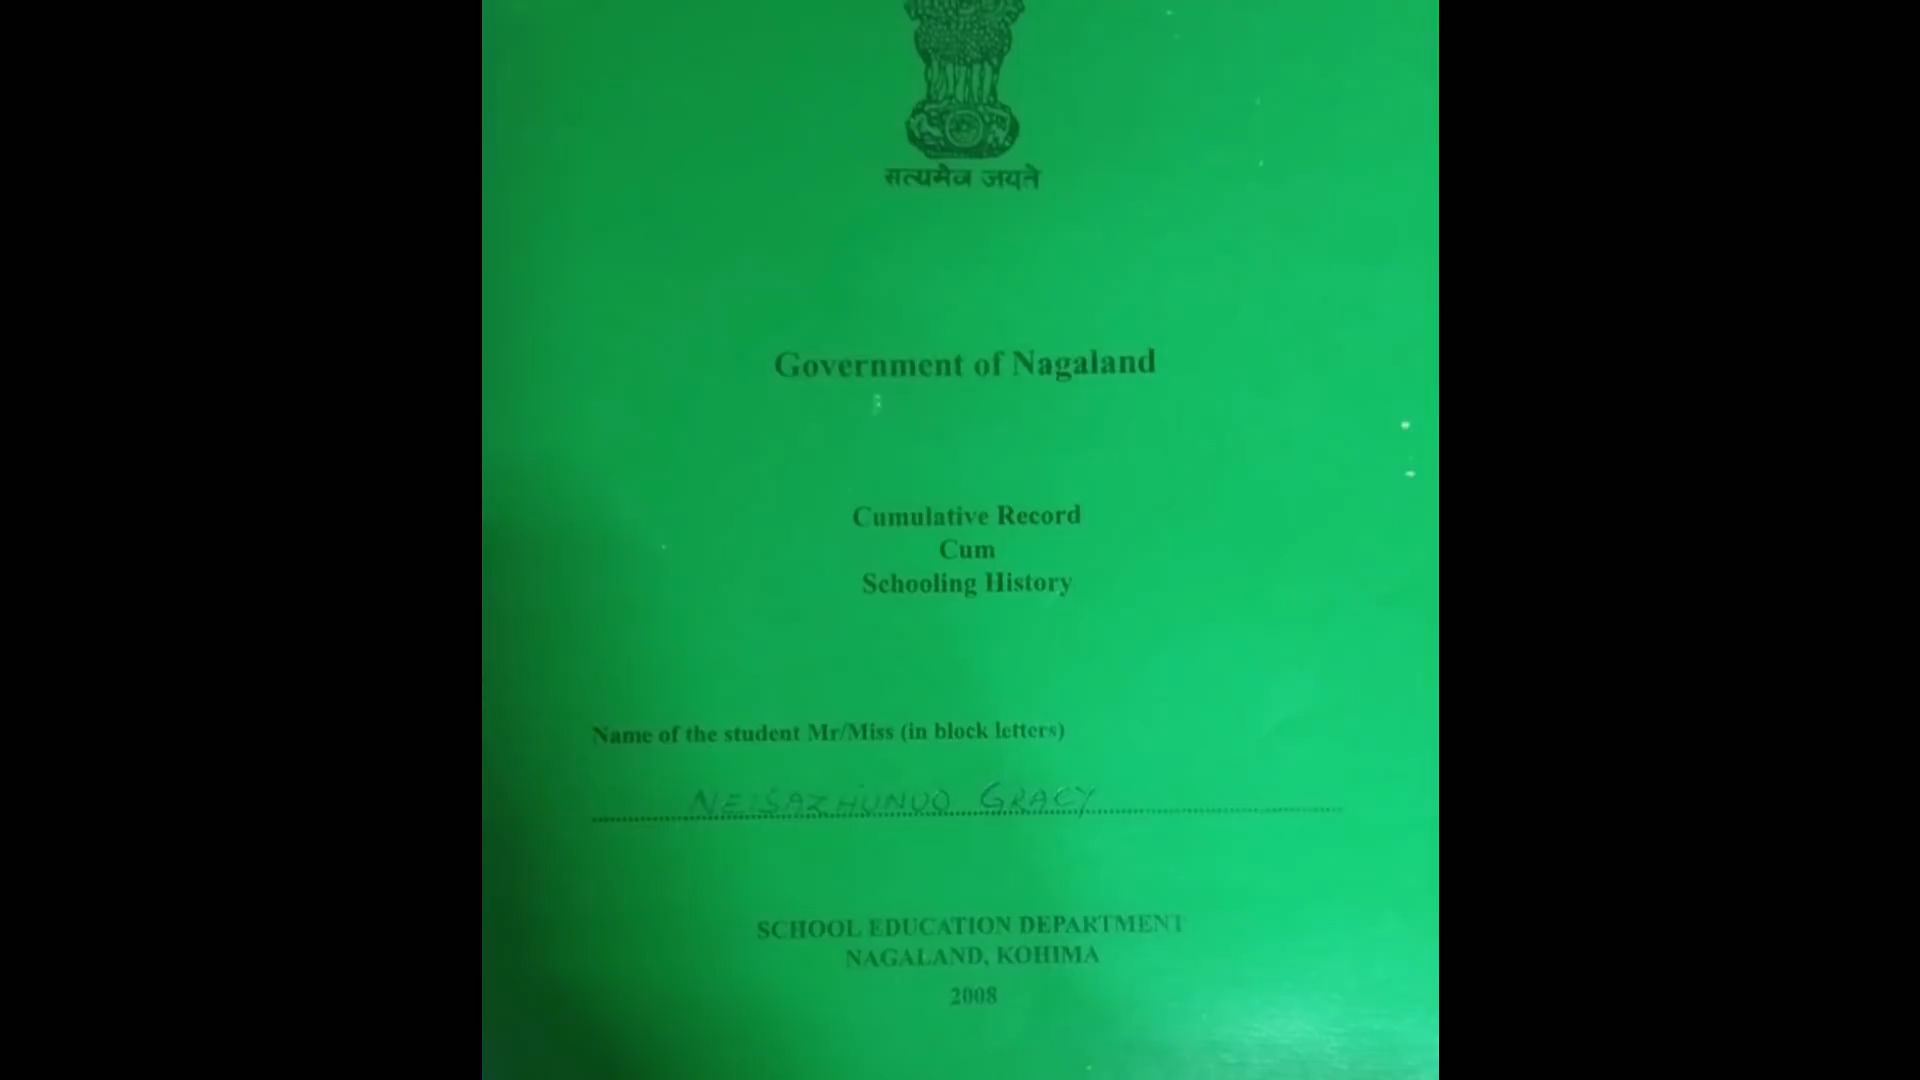 सत्यमेव जयते
Government of Nagaland
Cumulative Record
Cum
Schooling History
Name of the student Mr/Miss (in block letters)
NEISAZHUNUO GRACY
SCHOOL EDUCATION DEPARTMENT
NAGALAND, KOHIMA
2008